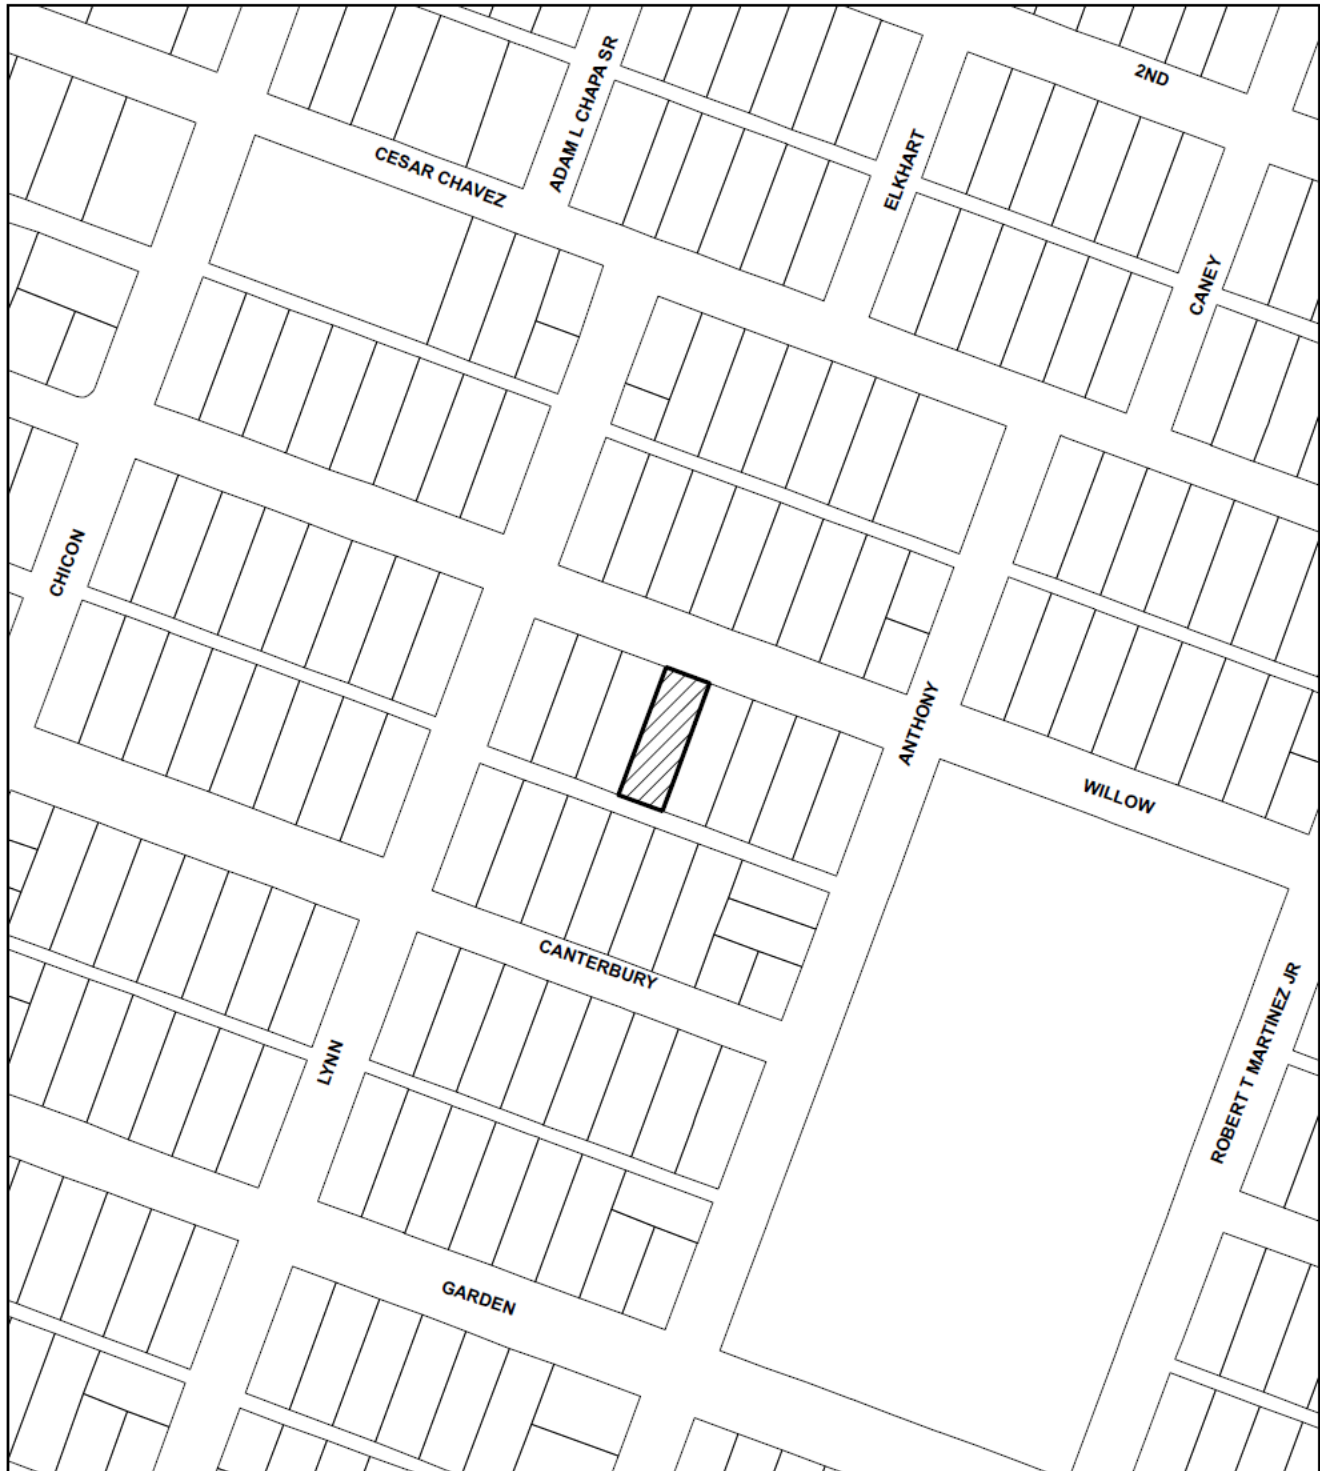 2ND
ADAM L CHAPA SR
CESAR CHAVEZ
ELKHART
CANEY
CHICON
ANTHONY
WILLOW
CANTERBURY
ROBERT T MARTINEZ JR
LYNN
GARDEN